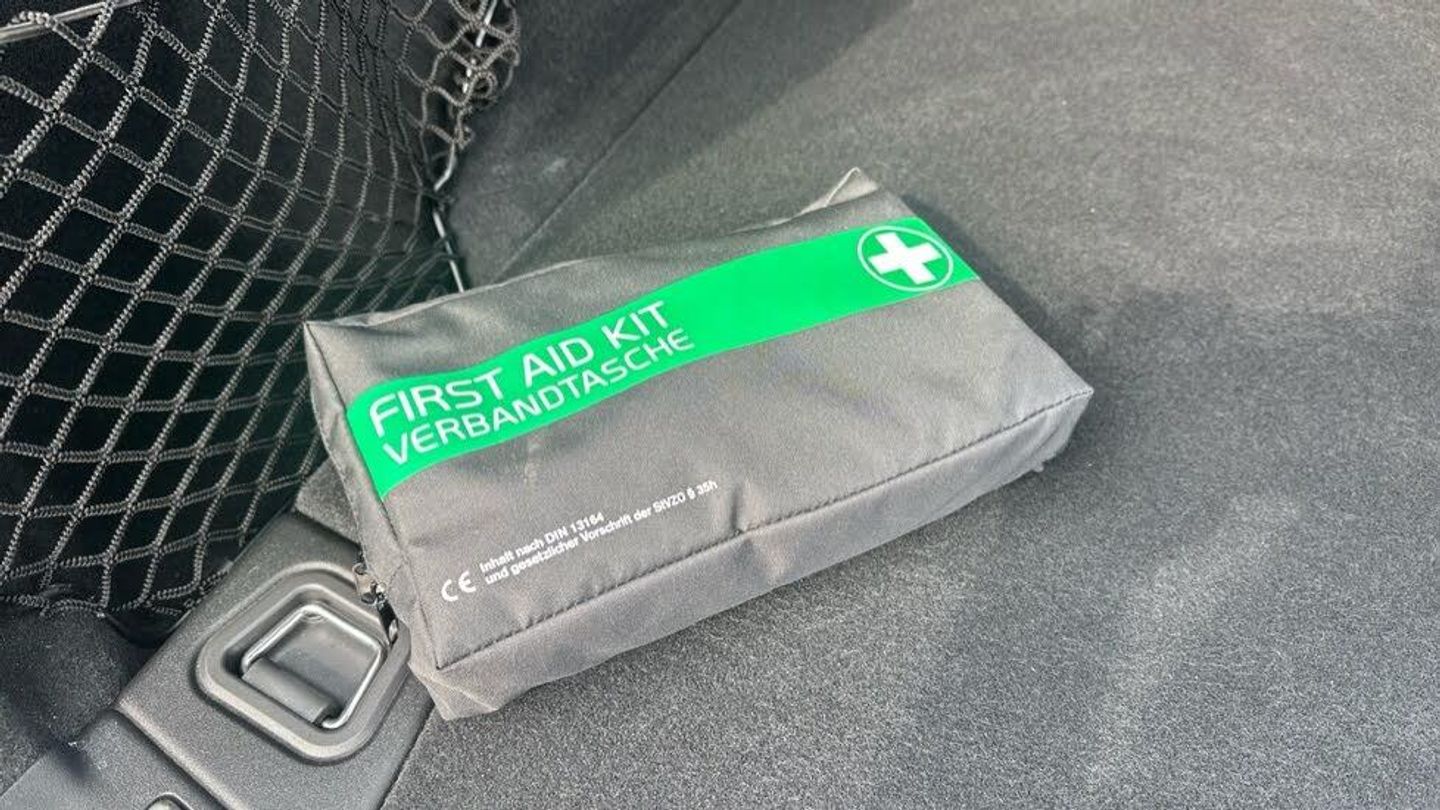 FIRST AID KIT
VERBANDTASCHE
CE Inhalt nach DIN 13164
und gesetzlicher Vorschrift der StVZO § 35h